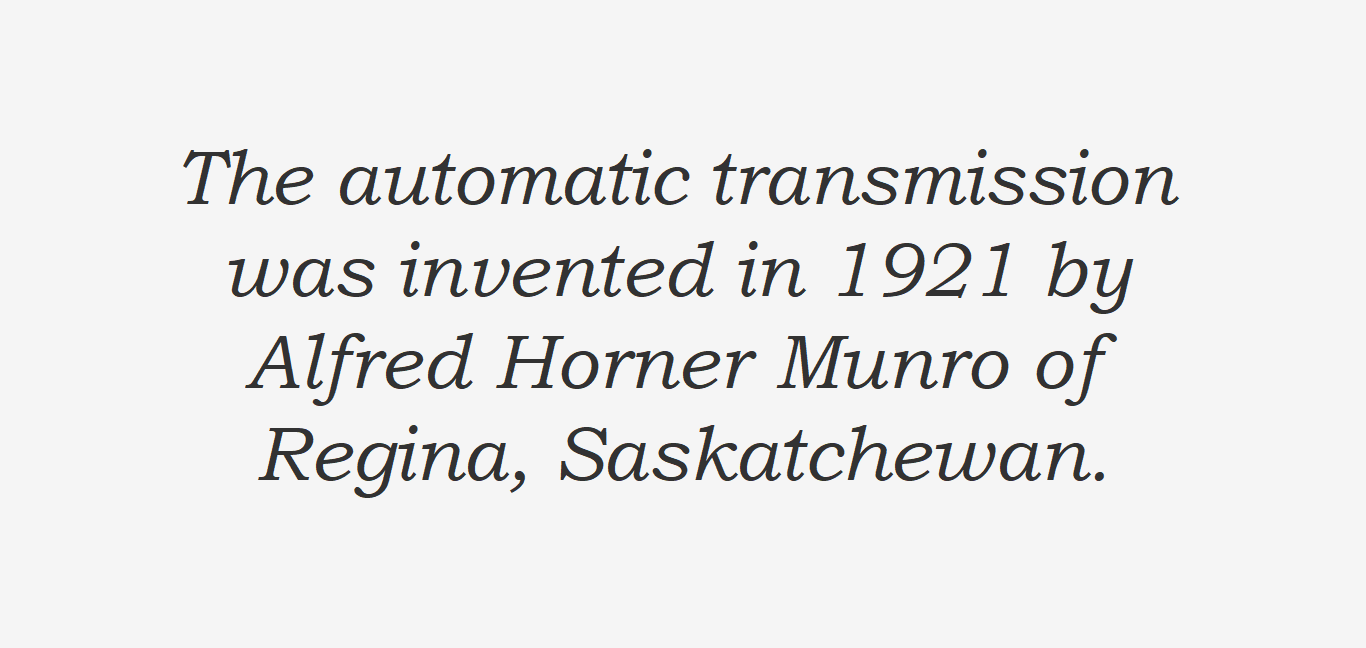 The automatic transmission
was invented in 1921 by
Alfred Horner Munro of
Regina, Saskatchewan.